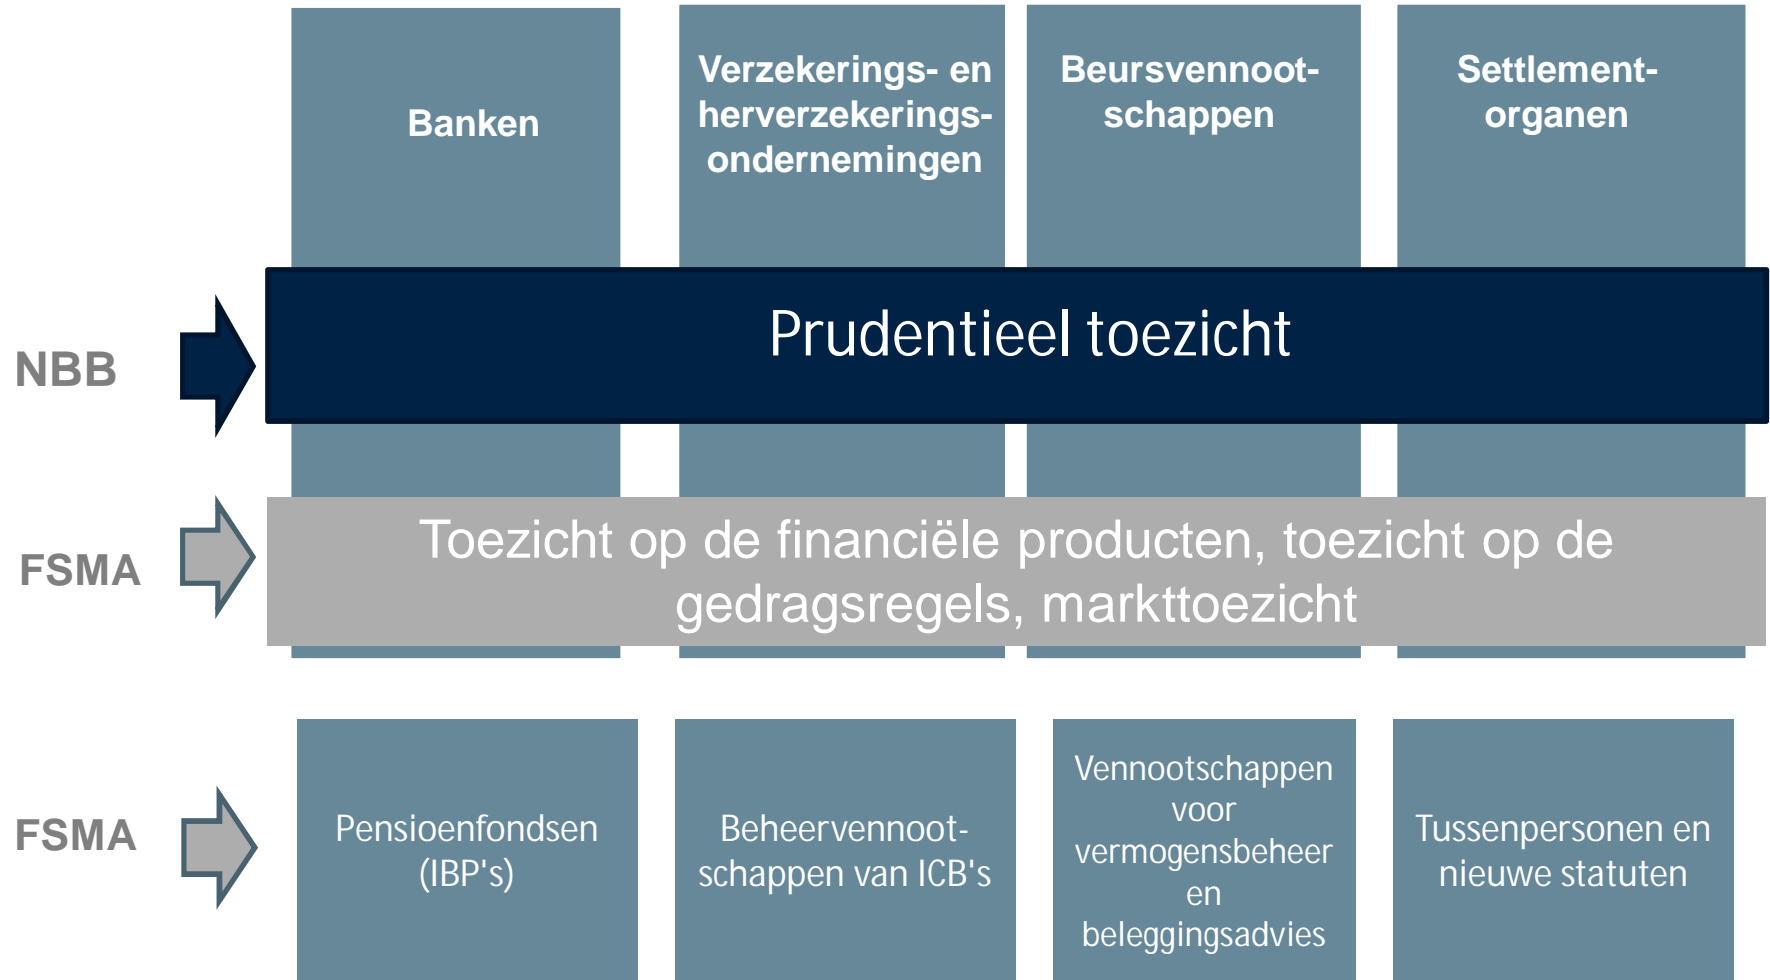 Banken
Verzekerings- en
herverzekerings-
ondernemingen
Beursvennoot-
schappen
Settlement-
organen
NBB
Prudentieel toezicht
FSMA
Toezicht op de financiële producten, toezicht op de
gedragsregels, markttoezicht
FSMA
Pensioenfondsen
(IBP's)
Beheervennoot-
schappen van ICB's
Vennootschappen
voor
vermogensbeheer
en
beleggingsadvies
Tussenpersonen en
nieuwe statuten